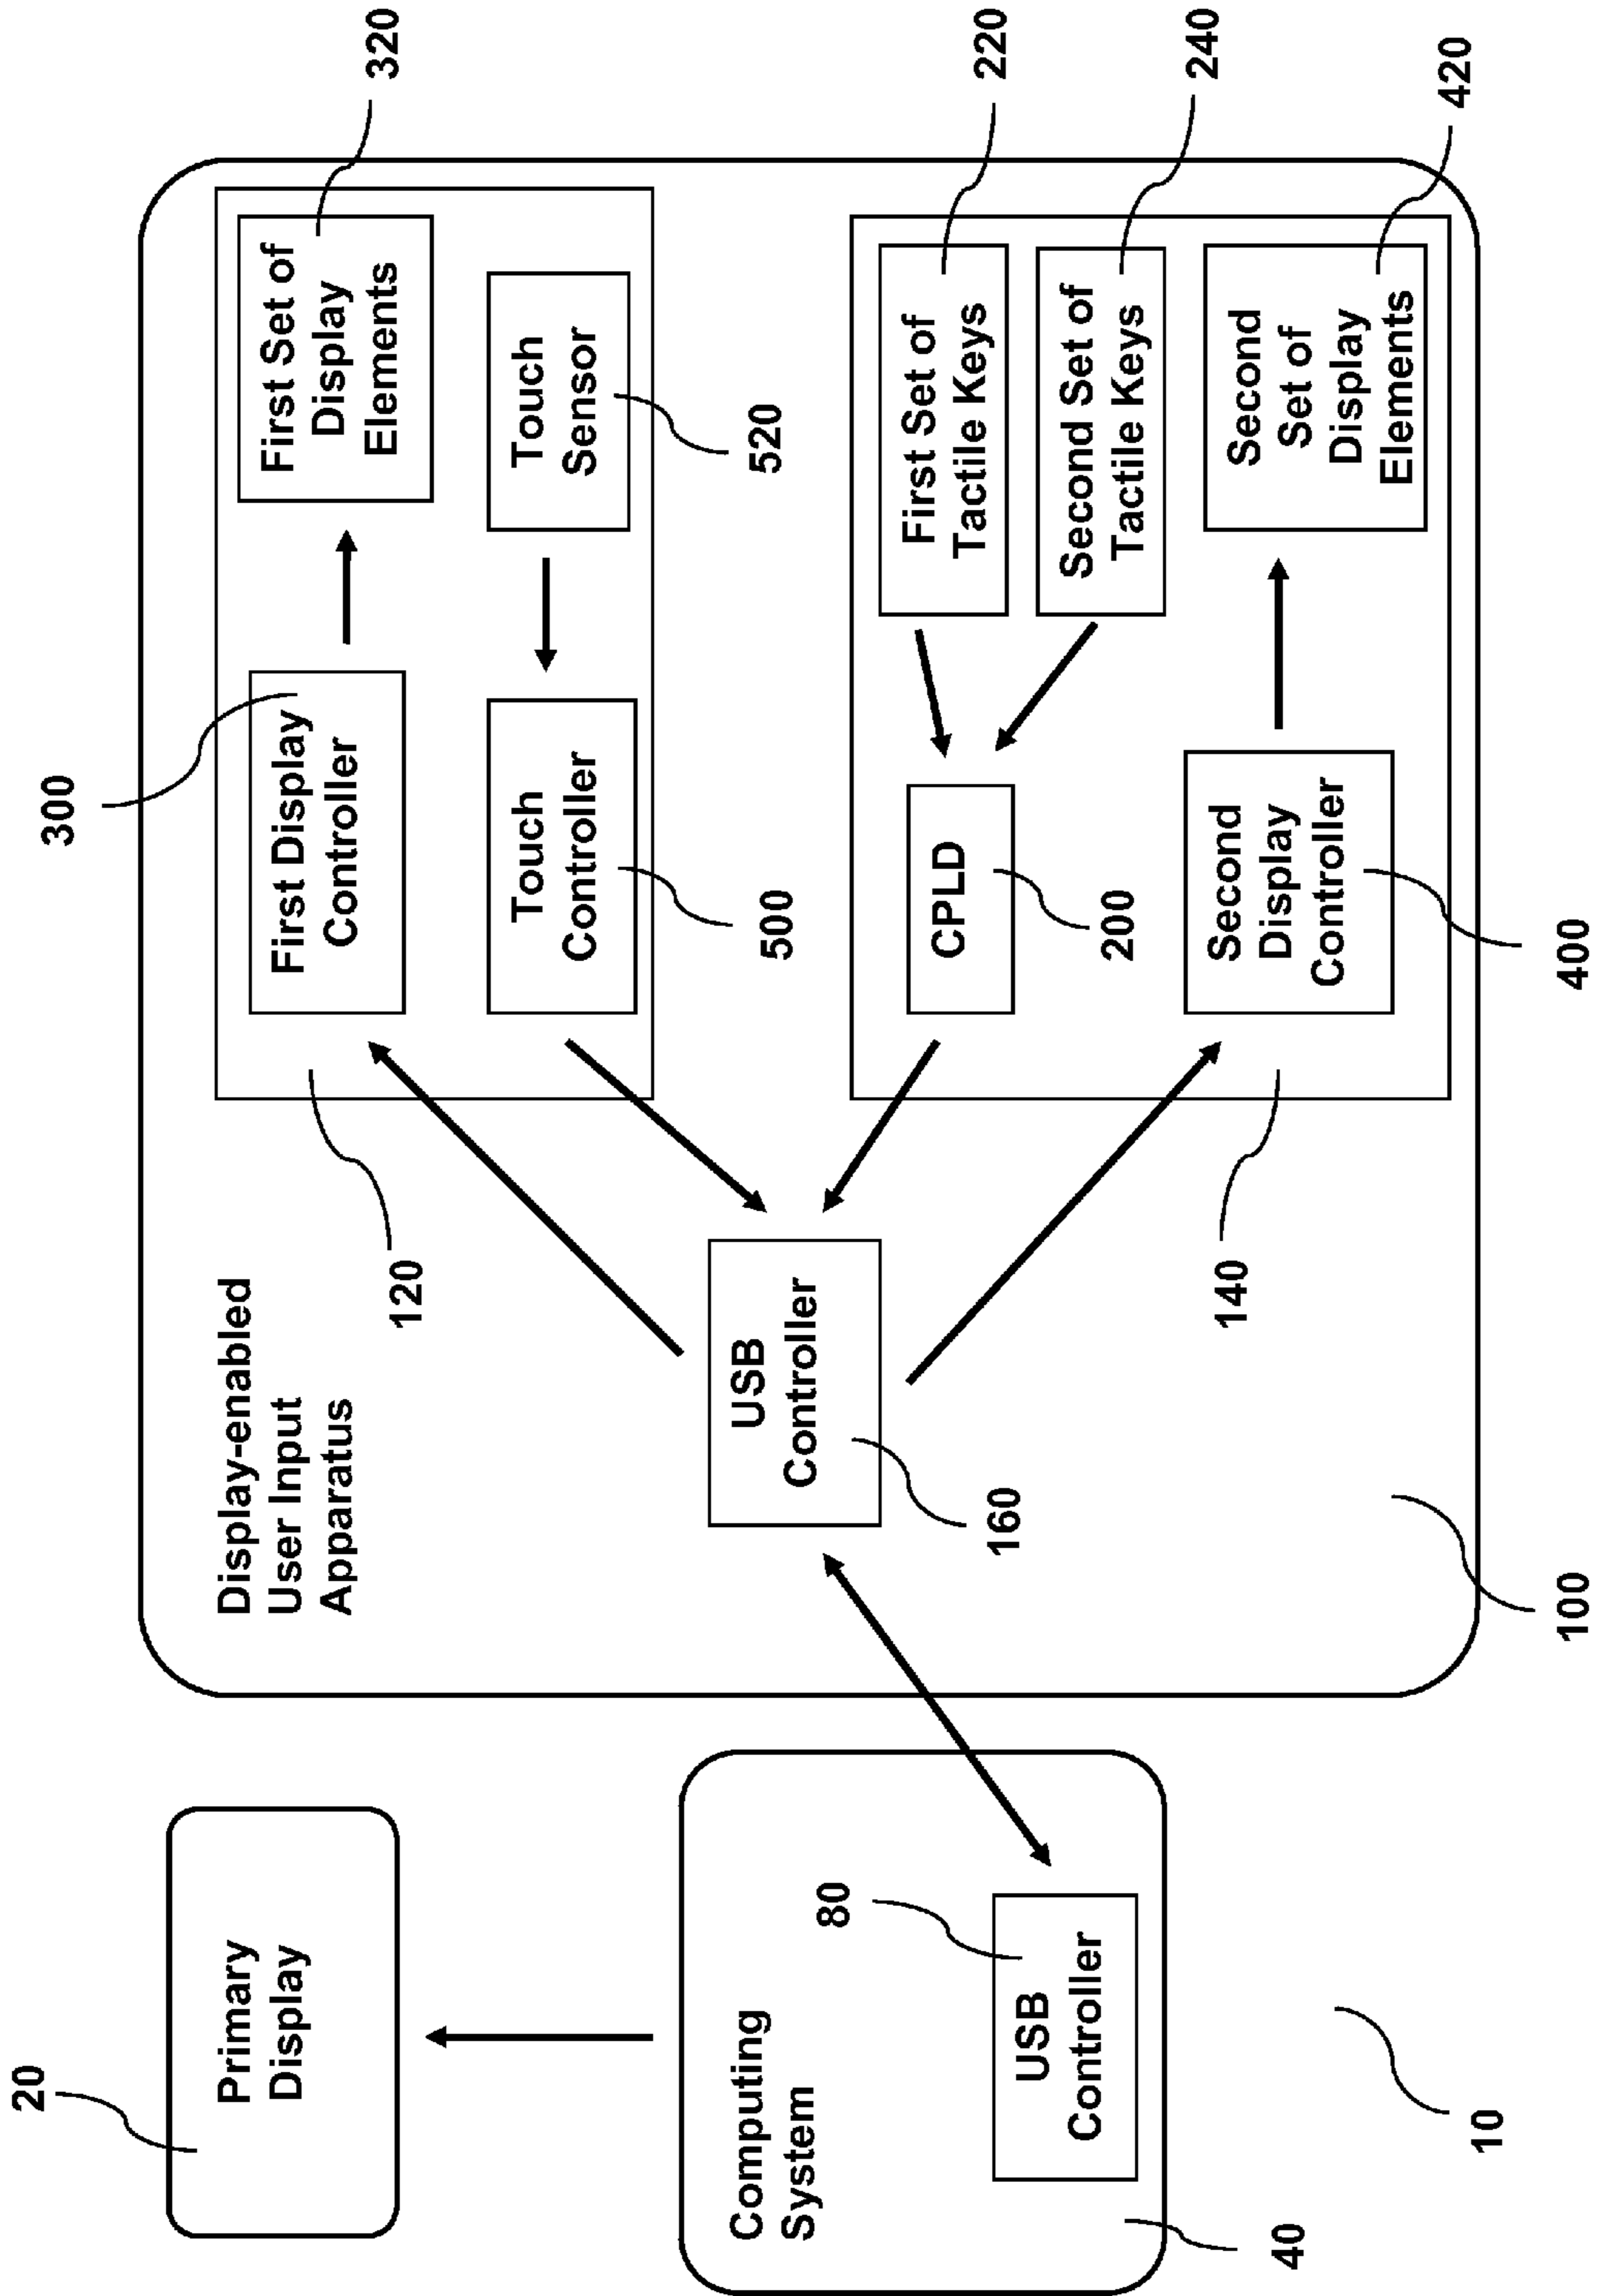 20
Primary
Display
Computing
System
80
USB
Controller
40
10
Display-enabled
User Input
Apparatus
100
USB
Controller
160
120
300
First Display
Controller
First Set of
Display
Elements
320
Touch
Controller
500
Touch
Sensor
520
140
CPLD
200
First Set of
Tactile Keys
220
Second Set of
Tactile Keys
240
Second
Display
Controller
400
Second
Set of
Display
Elements
420